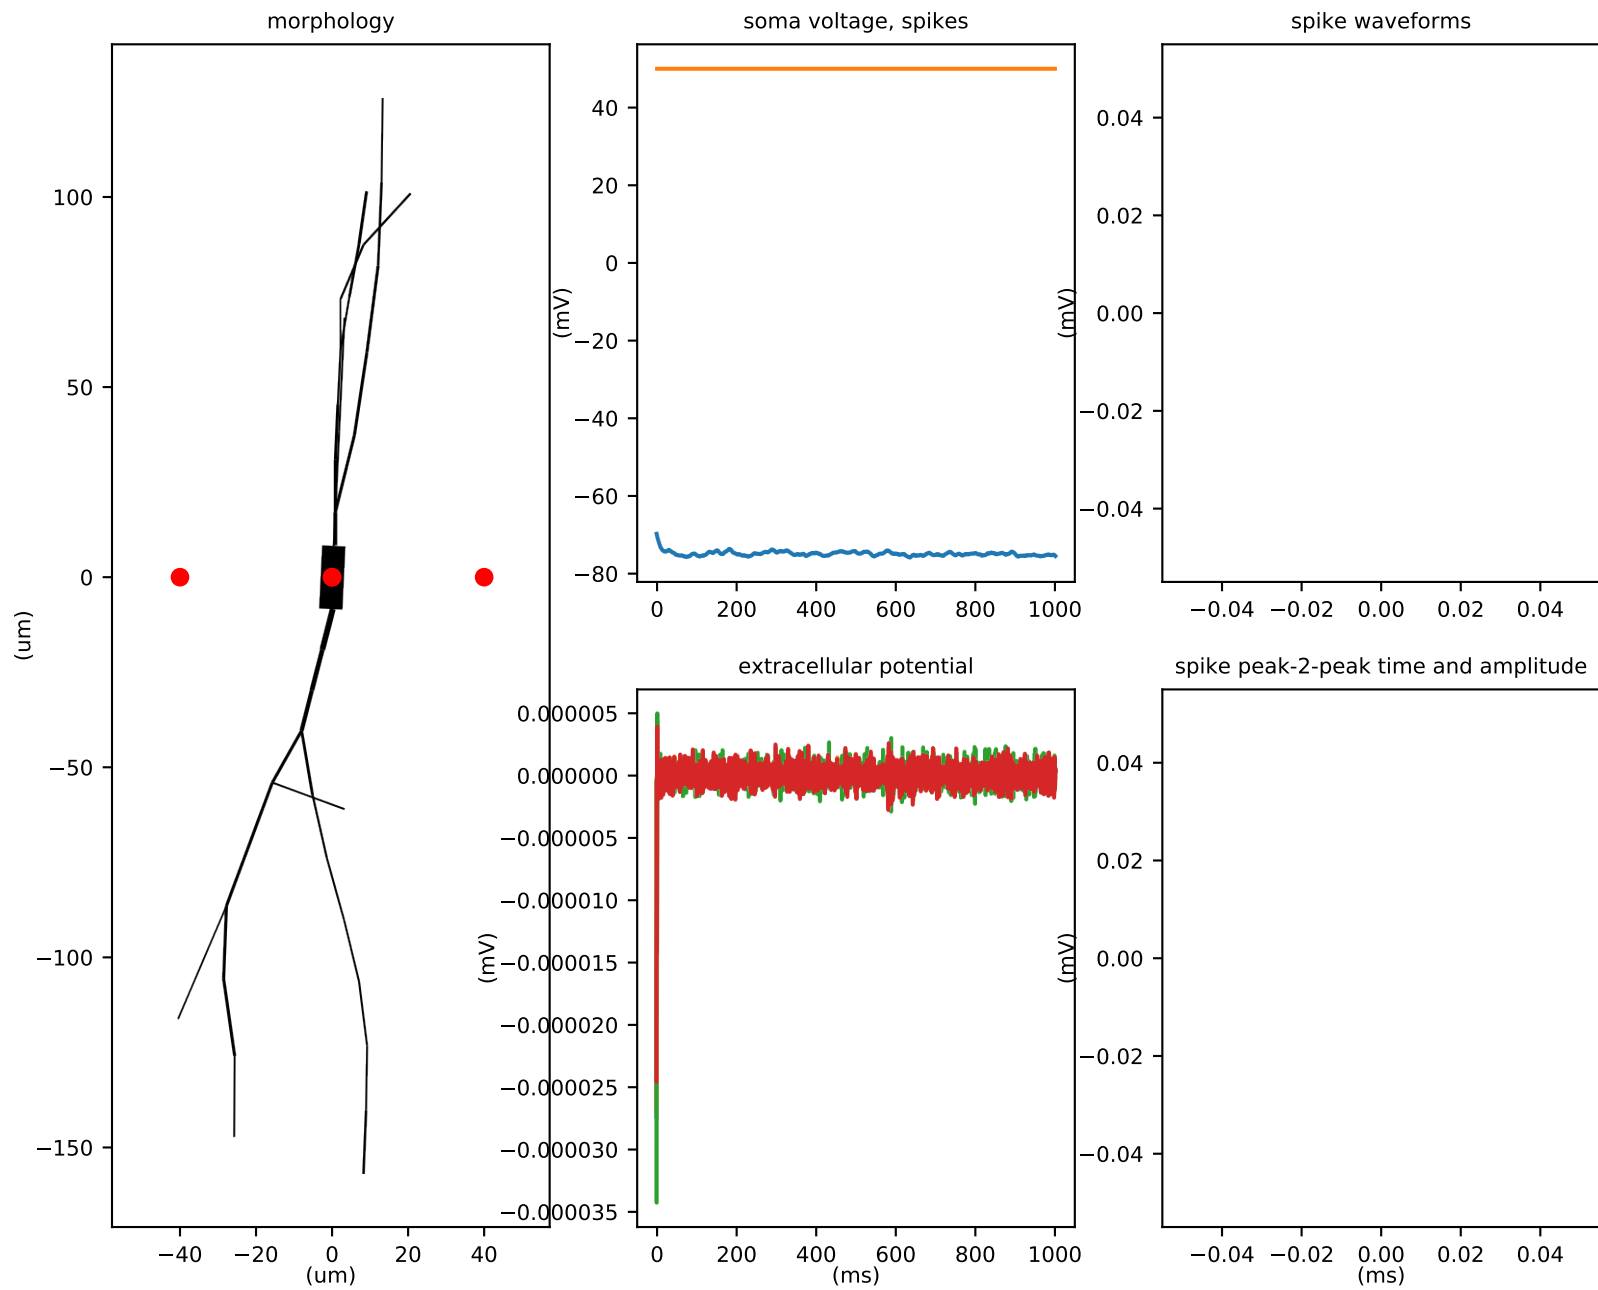 morphology
100
50
0
−50
−100
−150
(um)
−40 −20 0 20 40
(um)
soma voltage, spikes
40
20
0
−20
−40
−60
−80
(mV)
0 200 400 600 800 1000
spike waveforms
0.04
0.02
0.00
−0.02
−0.04
(mV)
−0.04 −0.02 0.00 0.02 0.04
extracellular potential
0.000005
0.000000
−0.000005
−0.000010
−0.000015
−0.000020
−0.000025
−0.000030
−0.000035
(mV)
0 200 400 600 800 1000
(ms)
spike peak-2-peak time and amplitude
0.04
0.02
0.00
−0.02
−0.04
(mV)
−0.04 −0.02 0.00 0.02 0.04
(ms)